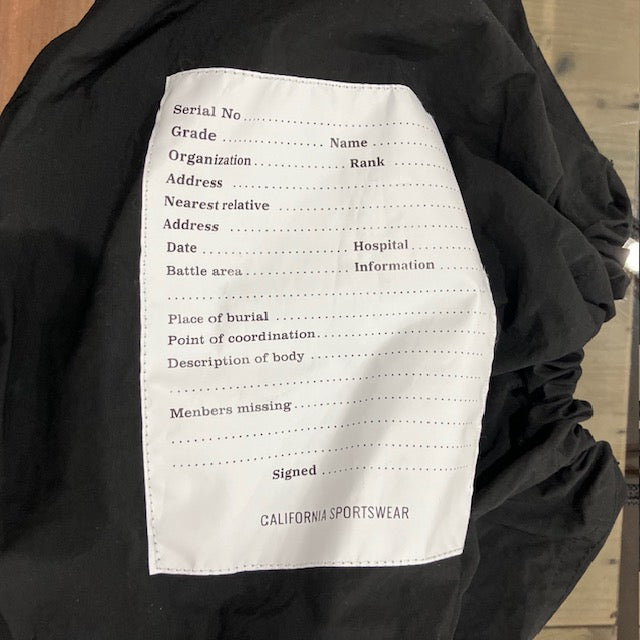 Serial No
Grade Name
Organization Rank
Address
Nearest relative
Address
Date Hospital
Battle area Information
Place of burial
Point of coordination
Description of body
Menbers missing
Signed
CALIFORNIA SPORTSWEAR